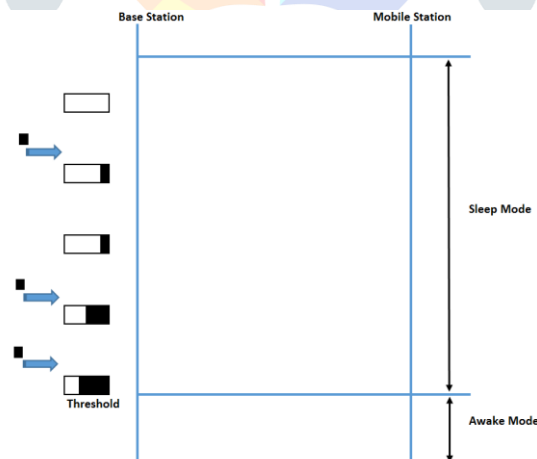 Base Station
Mobile Station
Sleep Mode
Threshold
Awake Mode